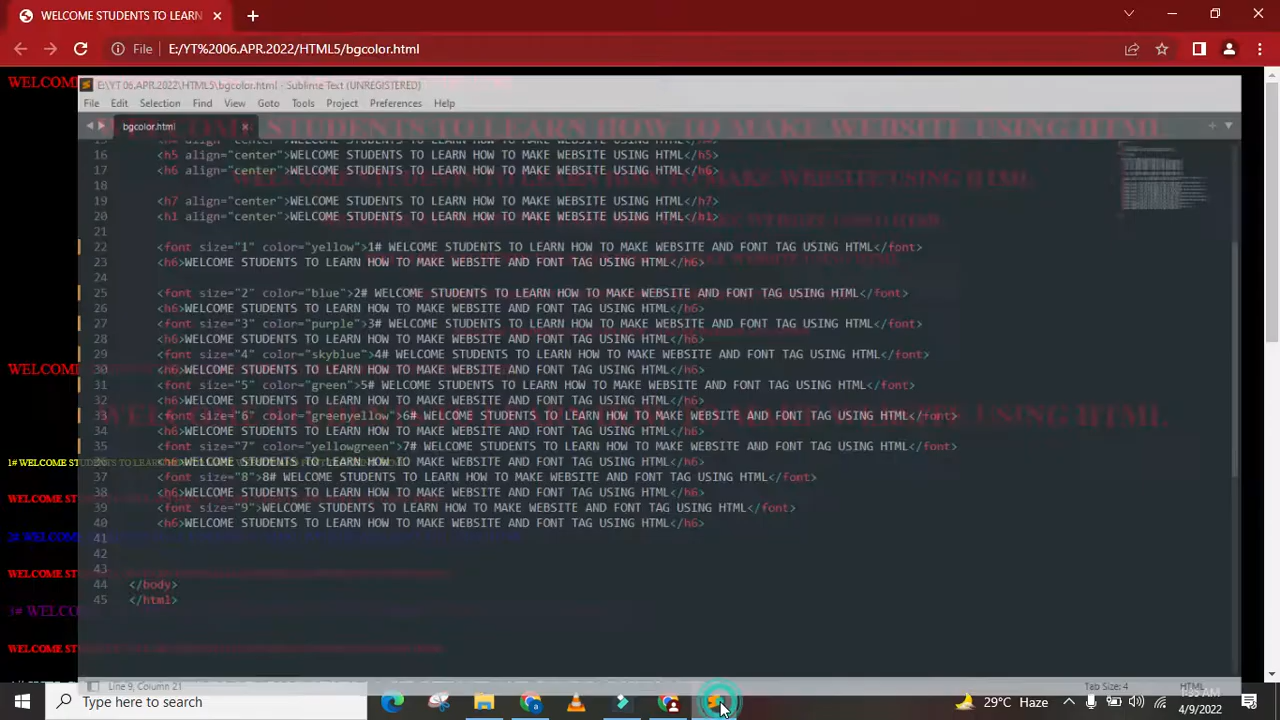 WELCOME STUDENTS TO LEARN
File E:/YT%2006.APR.2022/HTML5/bgcolor.html
E:\YT 06.APR.2022\HTML5\bgcolor.html - Sublime Text (UNREGISTERED)
File Edit Selection Find View Goto Tools Project Preferences Help
bgcolor.html
16 <h5 align="center">WELCOME STUDENTS TO LEARN HOW TO MAKE WEBSITE USING HTML</h5>
17 <h6 align="center">WELCOME STUDENTS TO LEARN HOW TO MAKE WEBSITE USING HTML</h6>
18
19 <h7 align="center">WELCOME STUDENTS TO LEARN HOW TO MAKE WEBSITE USING HTML</h7>
20 <h1 align="center">WELCOME STUDENTS TO LEARN HOW TO MAKE WEBSITE USING HTML</h1>
21
22 <font size="1" color="yellow">1# WELCOME STUDENTS TO LEARN HOW TO MAKE WEBSITE AND FONT TAG USING HTML</font>
23 <h6>WELCOME STUDENTS TO LEARN HOW TO MAKE WEBSITE AND FONT TAG USING HTML</h6>
24
25 <font size="2" color="blue">2# WELCOME STUDENTS TO LEARN HOW TO MAKE WEBSITE AND FONT TAG USING HTML</font>
26 <h6>WELCOME STUDENTS TO LEARN HOW TO MAKE WEBSITE AND FONT TAG USING HTML</h6>
27 <font size="3" color="purple">3# WELCOME STUDENTS TO LEARN HOW TO MAKE WEBSITE AND FONT TAG USING HTML</font>
28 <h6>WELCOME STUDENTS TO LEARN HOW TO MAKE WEBSITE AND FONT TAG USING HTML</h6>
29 <font size="4" color="skyblue">4# WELCOME STUDENTS TO LEARN HOW TO MAKE WEBSITE AND FONT TAG USING HTML</font>
30 <h6>WELCOME STUDENTS TO LEARN HOW TO MAKE WEBSITE AND FONT TAG USING HTML</h6>
31 <font size="5" color="green">5# WELCOME STUDENTS TO LEARN HOW TO MAKE WEBSITE AND FONT TAG USING HTML</font>
32 <h6>WELCOME STUDENTS TO LEARN HOW TO MAKE WEBSITE AND FONT TAG USING HTML</h6>
33 <font size="6" color="greenyellow">6# WELCOME STUDENTS TO LEARN HOW TO MAKE WEBSITE AND FONT TAG USING HTML</font>
34 <h6>WELCOME STUDENTS TO LEARN HOW TO MAKE WEBSITE AND FONT TAG USING HTML</h6>
35 <font size="7" color="yellowgreen">7# WELCOME STUDENTS TO LEARN HOW TO MAKE WEBSITE AND FONT TAG USING HTML</font>
36 <h6>WELCOME STUDENTS TO LEARN HOW TO MAKE WEBSITE AND FONT TAG USING HTML</h6>
37 <font size="8">8# WELCOME STUDENTS TO LEARN HOW TO MAKE WEBSITE AND FONT TAG USING HTML</font>
38 <h6>WELCOME STUDENTS TO LEARN HOW TO MAKE WEBSITE AND FONT TAG USING HTML</h6>
39 <font size="9">WELCOME STUDENTS TO LEARN HOW TO MAKE WEBSITE AND FONT TAG USING HTML</font>
40 <h6>WELCOME STUDENTS TO LEARN HOW TO MAKE WEBSITE AND FONT TAG USING HTML</h6>
41
42
43
44 </body>
45 </html>
Line 9, Column 21
Tab Size: 4
HTML
Type here to search
29°C Haze
4/9/2022